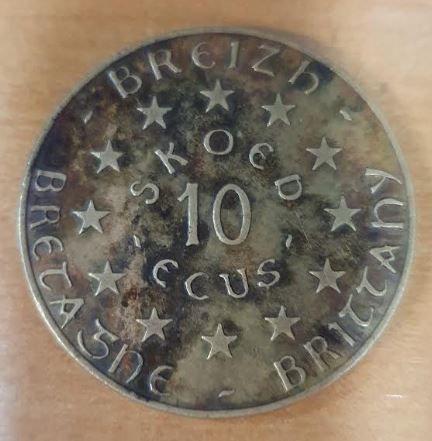 - BREIZH -
BRETAGNE - BRITTANY
SKOED
10
- ECUS -